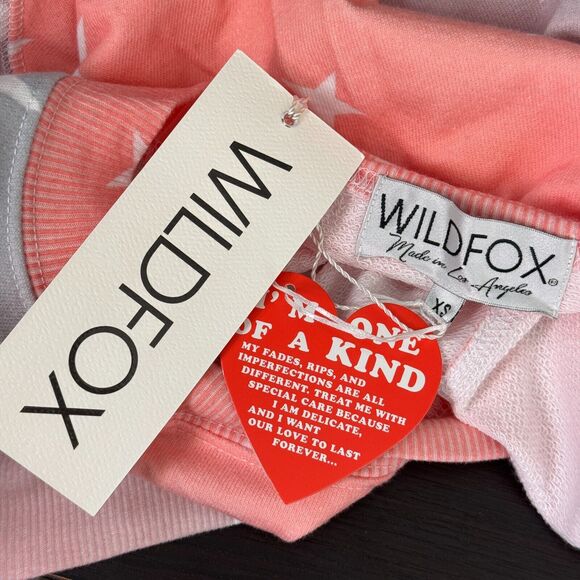 WILDFOX
WILDFOX®
Made in Los Angeles
XS
I'M ONE
OF A KIND
MY FADES, RIPS, AND
IMPERFECTIONS ARE ALL
DIFFERENT. TREAT ME WITH
SPECIAL CARE BECAUSE
I AM DELICATE,
AND I WANT
OUR LOVE TO LAST
FOREVER...